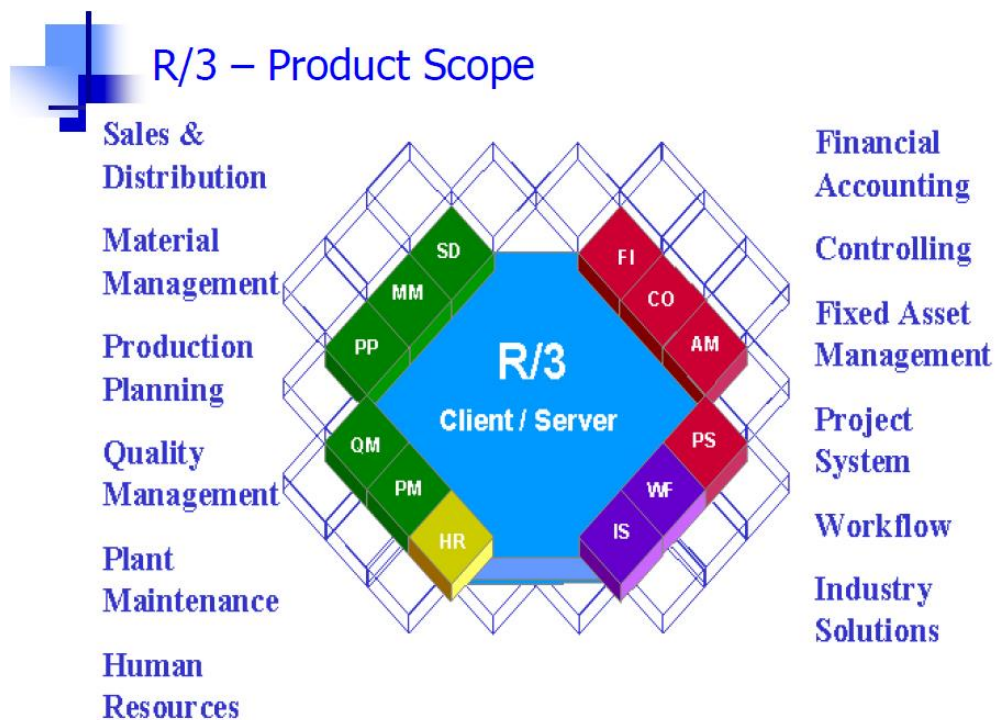 R/3 – Product Scope
Sales &
Distribution
Material
Management
Production
Planning
Quality
Management
Plant
Maintenance
Human
Resources
SD
MM
PP
QM
PM
HR
R/3
Client / Server
FI
CO
AM
PS
WF
IS
Financial
Accounting
Controlling
Fixed Asset
Management
Project
System
Workflow
Industry
Solutions